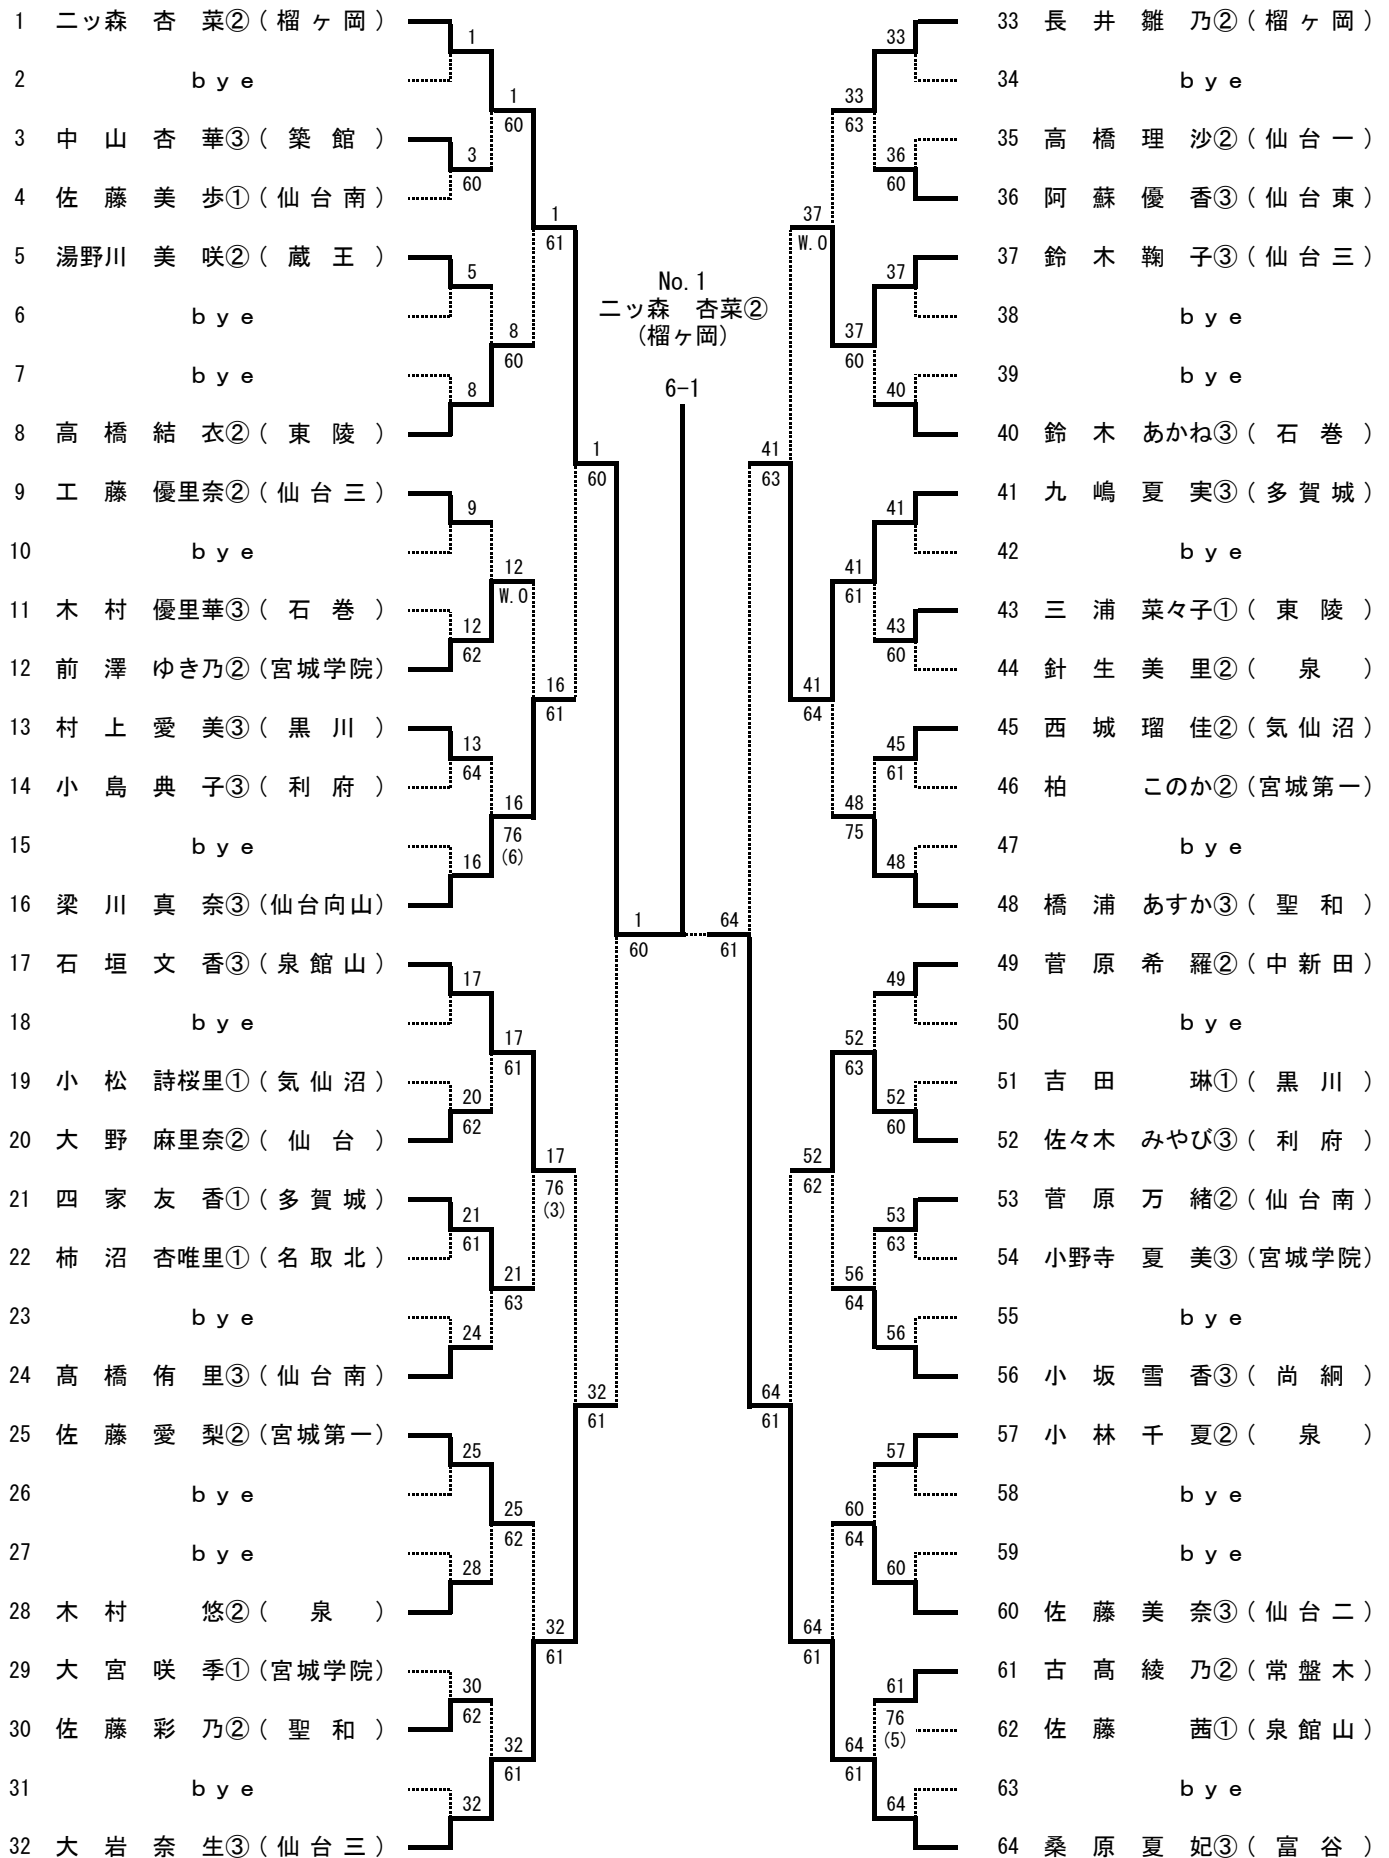 1 二ッ森 杏 菜②(榴ヶ岡)
2 bye
3 中 山 杏 華③(築館)
4 佐 藤 美 歩①(仙台南)
5 湯野川 美 咲②(蔵王)
6 bye
7 bye
8 高 橋 結 衣②(東陵)
9 工 藤 優里奈②(仙台三)
10 bye
11 木 村 優里華③(石巻)
12 前 澤 ゆき乃②(宮城学院)
13 村 上 愛 美③(黒川)
14 小 島 典 子③(利府)
15 bye
16 梁 川 真 奈③(仙台向山)
17 石 垣 文 香③(泉館山)
18 bye
19 小 松 詩桜里①(気仙沼)
20 大 野 麻里奈②(仙台)
21 四 家 友 香①(多賀城)
22 柿 沼 杏唯里①(名取北)
23 bye
24 髙 橋 侑 里③(仙台南)
25 佐 藤 愛 梨②(宮城第一)
26 bye
27 bye
28 木 村 悠②(泉)
29 大 宮 咲 季①(宮城学院)
30 佐 藤 彩 乃②(聖和)
31 bye
32 大 岩 奈 生③(仙台三)
1
3
60
5
8
9
12
62
13
64
16
17
20
62
21
61
24
25
28
30
62
32
1
60
8
60
12
W.O
16
76
(6)
17
61
21
63
25
62
32
61
1
61
16
61
17
76
(3)
32
61
1
60
32
61
1
60
No.1
二ッ森 杏菜②
(榴ヶ岡)
6-1
64
61
41
63
64
61
37
W.O
41
64
52
62
64
61
33
63
37
60
41
61
48
75
52
63
56
64
60
64
64
61
33
36
60
37
40
41
43
60
45
61
48
49
52
60
53
63
56
57
60
61
76
(5)
64
33 長 井 雛 乃②(榴ヶ岡)
34 bye
35 高 橋 理 沙②(仙台一)
36 阿 蘇 優 香③(仙台東)
37 鈴 木 鞠 子③(仙台三)
38 bye
39 bye
40 鈴 木 あかね③(石巻)
41 九 嶋 夏 実③(多賀城)
42 bye
43 三 浦 菜々子①(東陵)
44 針 生 美 里②(泉)
45 西 城 瑠 佳②(気仙沼)
46 柏 このか②(宮城第一)
47 bye
48 橋 浦 あすか③(聖和)
49 菅 原 希 羅②(中新田)
50 bye
51 吉 田 琳①(黒川)
52 佐々木 みやび③(利府)
53 菅 原 万 緒②(仙台南)
54 小野寺 夏 美③(宮城学院)
55 bye
56 小 坂 雪 香③(尚絅)
57 小 林 千 夏②(泉)
58 bye
59 bye
60 佐 藤 美 奈③(仙台二)
61 古 髙 綾 乃②(常盤木)
62 佐 藤 茜①(泉館山)
63 bye
64 桑 原 夏 妃③(富谷)